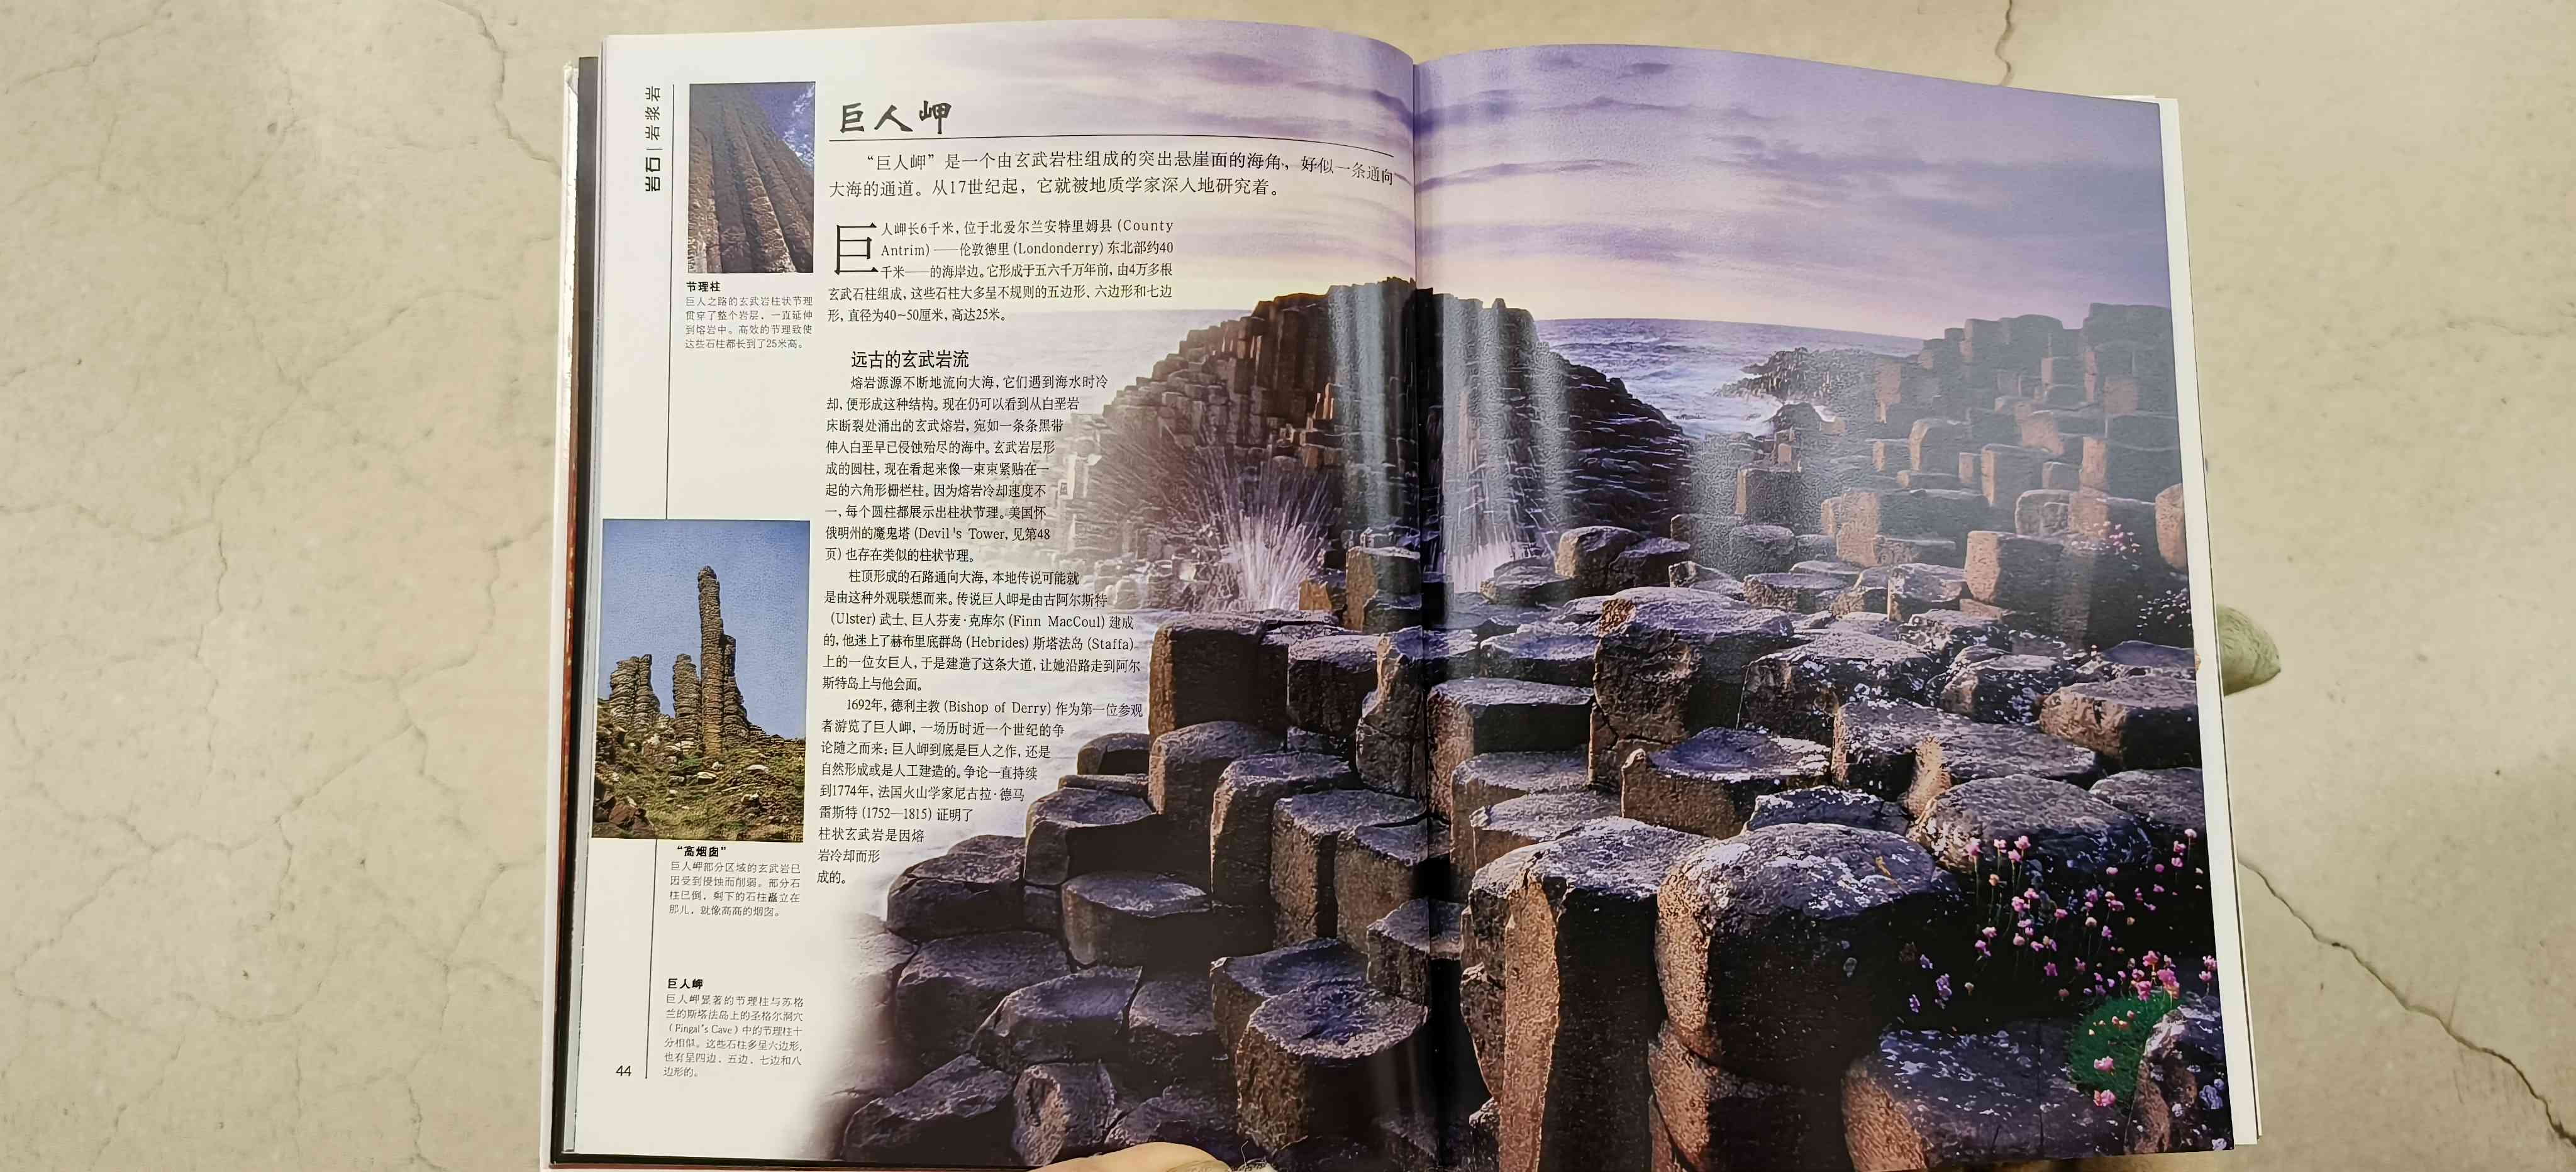 岩石 | 岩浆岩
巨人岬
“巨人岬”是一个由玄武岩柱组成的突出悬崖面的海角，好似一条通向
大海的通道。从17世纪起，它就被地质学家深入地研究着。
巨人岬长6千米，位于北爱尔兰安特里姆县 (County
Antrim) ——伦敦德里 (Londonderry) 东北部约40
千米——的海岸边。它形成于五六千万年前，由4万多根
玄武石柱组成，这些石柱大多呈不规则的五边形、六边形和七边
形，直径为40~50厘米，高达25米。
远古的玄武岩流
熔岩源源不断地流向大海，它们遇到海水时冷
却，便形成这种结构。现在仍可以看到从白垩岩
床断裂处涌出的玄武熔岩，宛如一条条黑带
伸人白垩早已侵蚀殆尽的海中。玄武岩层形
成的圆柱，现在看起来像一束束紧贴在一
起的六角形栅栏柱。因为熔岩冷却速度不
一，每个圆柱都展示出柱状节理。美国怀
俄明州的魔鬼塔 (Devil's Tower，见第48
页) 也存在类似的柱状节理。
柱顶形成的石路通向大海，本地传说可能就
是由这种外观联想而来。传说巨人岬是由古阿尔斯特
(Ulster) 武士、巨人芬麦·克库尔 (Finn MacCoul) 建成
的，他迷上了赫布里底群岛 (Hebrides) 斯塔法岛 (Staffa)
上的一位女巨人，于是建造了这条大道，让她沿路走到阿尔
斯特岛上与他会面。
1692年，德利主教 (Bishop of Derry) 作为第一位参观
者游览了巨人岬，一场历时近一个世纪的争
论随之而来：巨人岬到底是巨人之作，还是
自然形成或是人工建造的。争论一直持续
到1774年，法国火山学家尼古拉·德马
雷斯特 (1752—1815) 证明了
柱状玄武岩是因熔
岩冷却而形
成的。
节理柱
巨人之路的玄武岩柱状节理
贯穿了整个岩层，一直延伸
到熔岩中。高效的节理致使
这些石柱都长到了25米高。
“高烟囱”
巨人岬部分区域的玄武岩已
因受到侵蚀而削弱。部分石
柱已倒，剩下的石柱矗立在
那儿，就像高高的烟囱。
巨人岬
巨人岬显著的节理柱与苏格
兰的斯塔法岛上的圣格尔洞穴
(Fingal's Cave) 中的节理柱十
分相似。这些石柱多呈六边形，
也有呈四边、五边、七边和八
边形的。
44